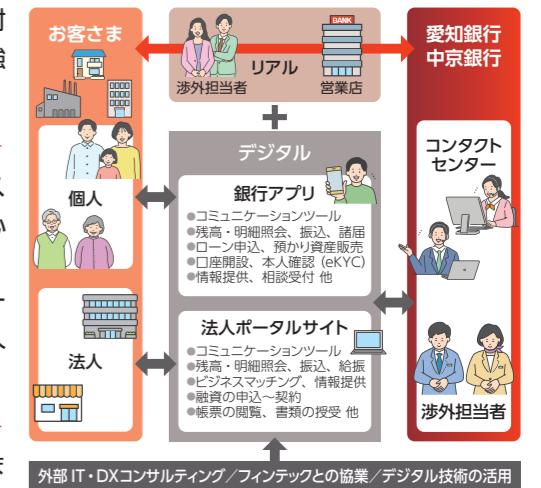 お客さま
BANK
リアル
渉外担当者
営業店
愛知銀行
中京銀行
デジタル
個人
銀行アプリ
●コミュニケーションツール
●残高・明細照会、振込、諸届
●ローン申込、預かり資産販売
●口座開設、本人確認（eKYC）
●情報提供、相談受付 他
コンタクト
センター
法人
法人ポータルサイト
●コミュニケーションツール
●残高・明細照会、振込、給振
●ビジネスマッチング、情報提供
●融資の申込～契約
●帳票の閲覧、書類の授受 他
渉外担当者
外部IT・DXコンサルティング／フィンテックとの協業／デジタル技術の活用